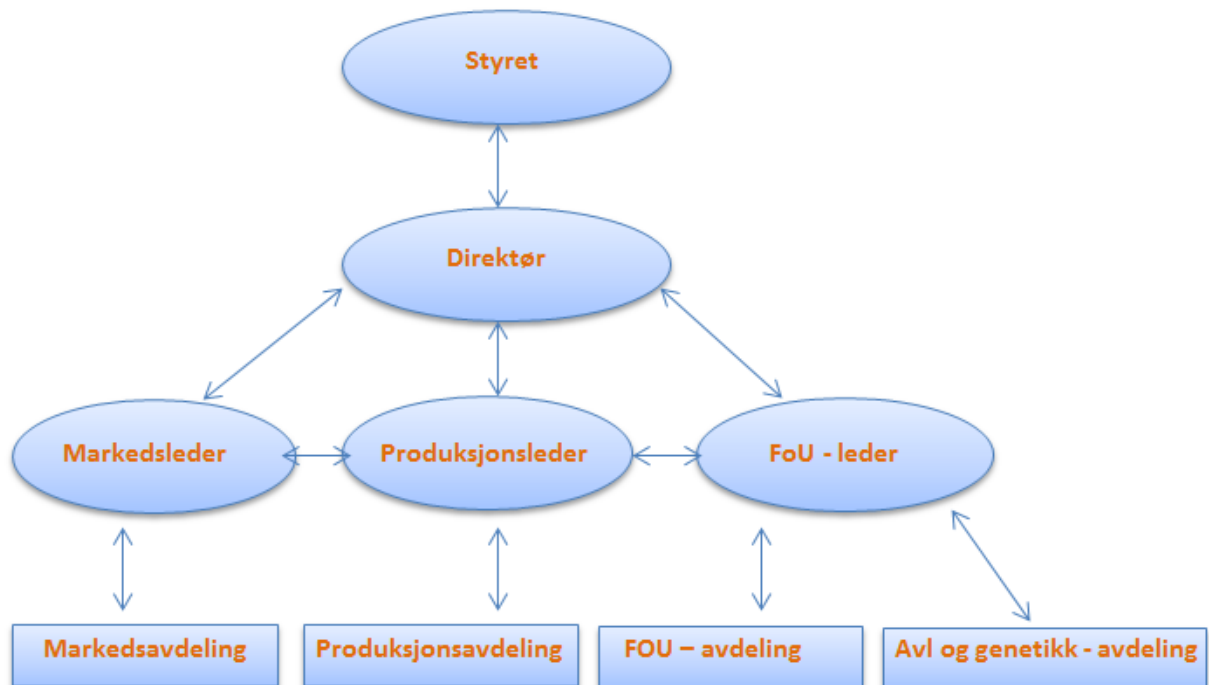 Styret
Direktør
Markedsleder
Produksjonsleder
FoU - leder
Markedsavdeling
Produksjonsavdeling
FOU – avdeling
Avl og genetikk - avdeling